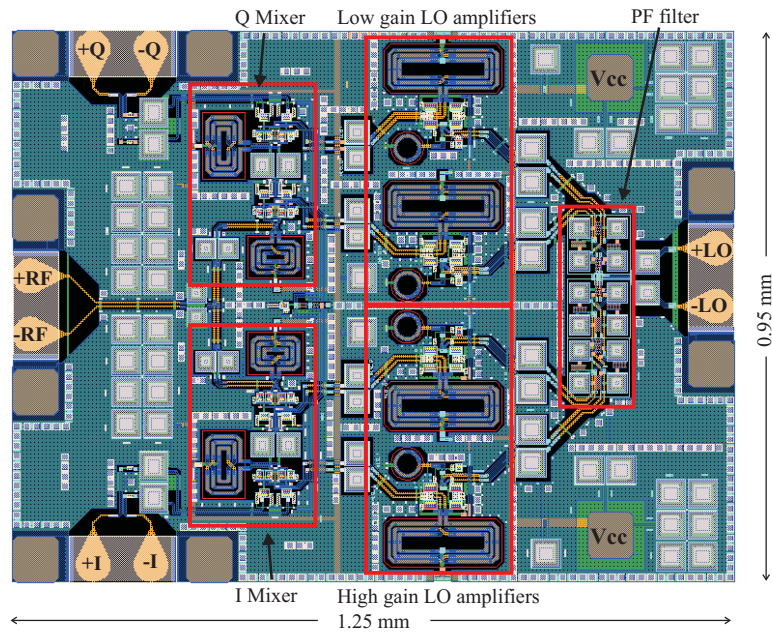 Q Mixer
Low gain LO amplifiers
PF filter
+Q
-Q
Vcc
+RF
-RF
+LO
-LO
0.95 mm
+I
-I
Vcc
I Mixer
High gain LO amplifiers
1.25 mm